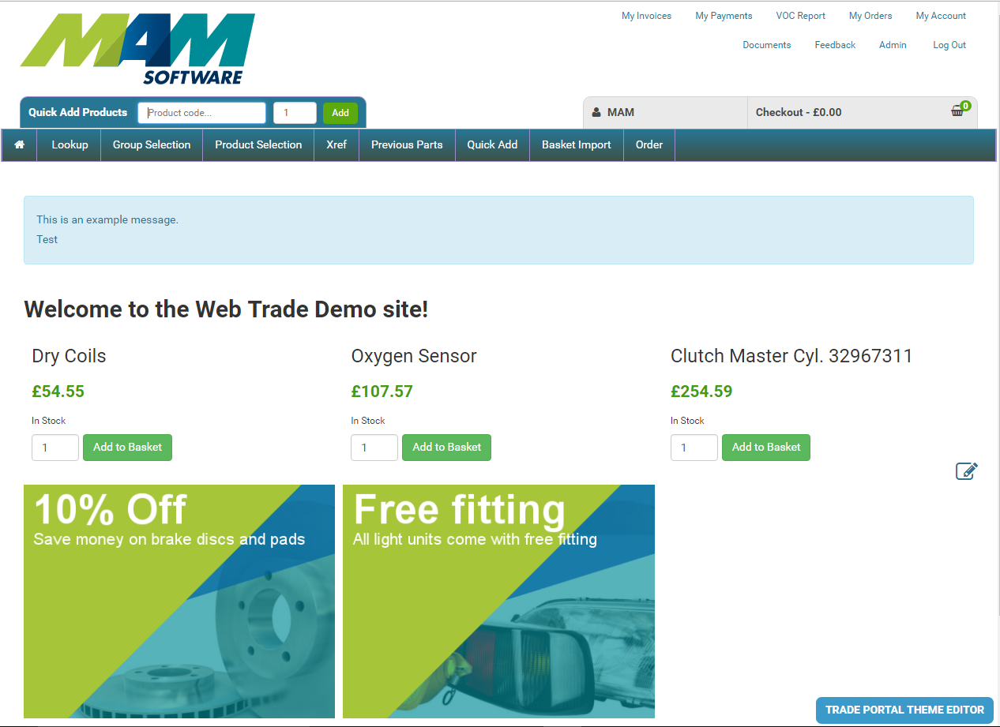 My Invoices My Payments VOC Report My Orders My Account
Documents Feedback Admin Log Out
MAM
SOFTWARE
Quick Add Products Product code... 1 Add
MAM Checkout - £0.00 0
Lookup Group Selection Product Selection Xref Previous Parts Quick Add Basket Import Order
This is an example message.
Test
Welcome to the Web Trade Demo site!
Dry Coils
£54.55
In Stock
1 Add to Basket
Oxygen Sensor
£107.57
In Stock
1 Add to Basket
Clutch Master Cyl. 32967311
£254.59
In Stock
1 Add to Basket
10% Off
Save money on brake discs and pads
Free fitting
All light units come with free fitting
TRADE PORTAL THEME EDITOR